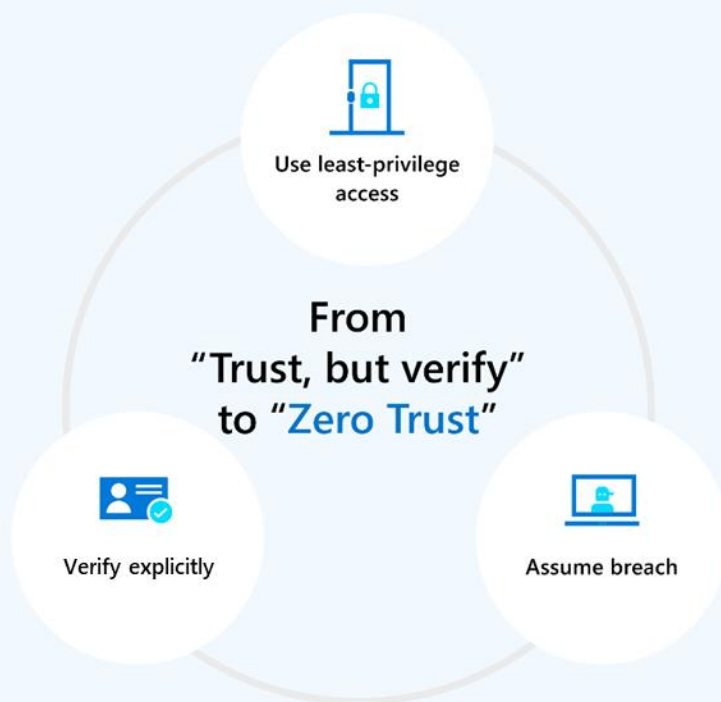 Use least-privilege
access
From
“Trust, but verify”
to “Zero Trust”
Verify explicitly
Assume breach